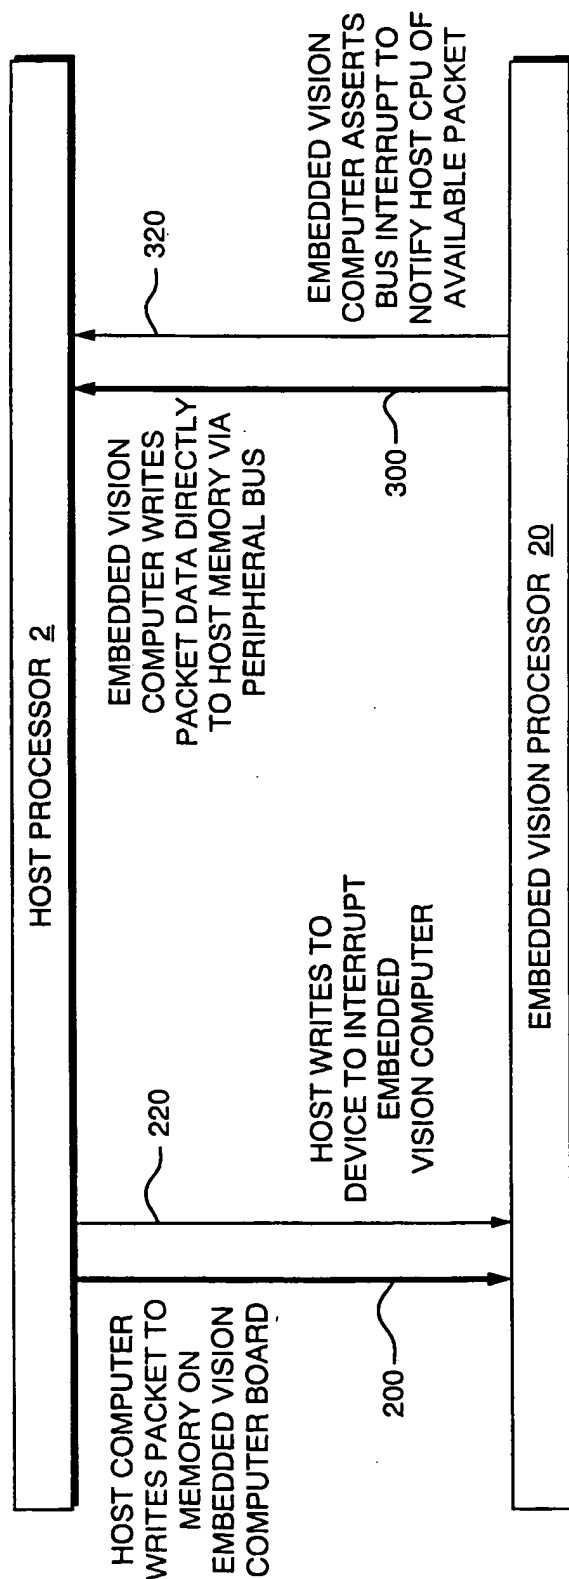 HOST PROCESSOR 2
HOST COMPUTER
WRITES PACKET TO
MEMORY ON
EMBEDDED VISION
COMPUTER BOARD
200
220
HOST WRITES TO
DEVICE TO INTERRUPT
EMBEDDED
VISION COMPUTER
EMBEDDED VISION
COMPUTER WRITES
PACKET DATA DIRECTLY
TO HOST MEMORY VIA
PERIPHERAL BUS
300
320
EMBEDDED VISION
COMPUTER ASSERTS
BUS INTERRUPT TO
NOTIFY HOST CPU OF
AVAILABLE PACKET
EMBEDDED VISION PROCESSOR 20